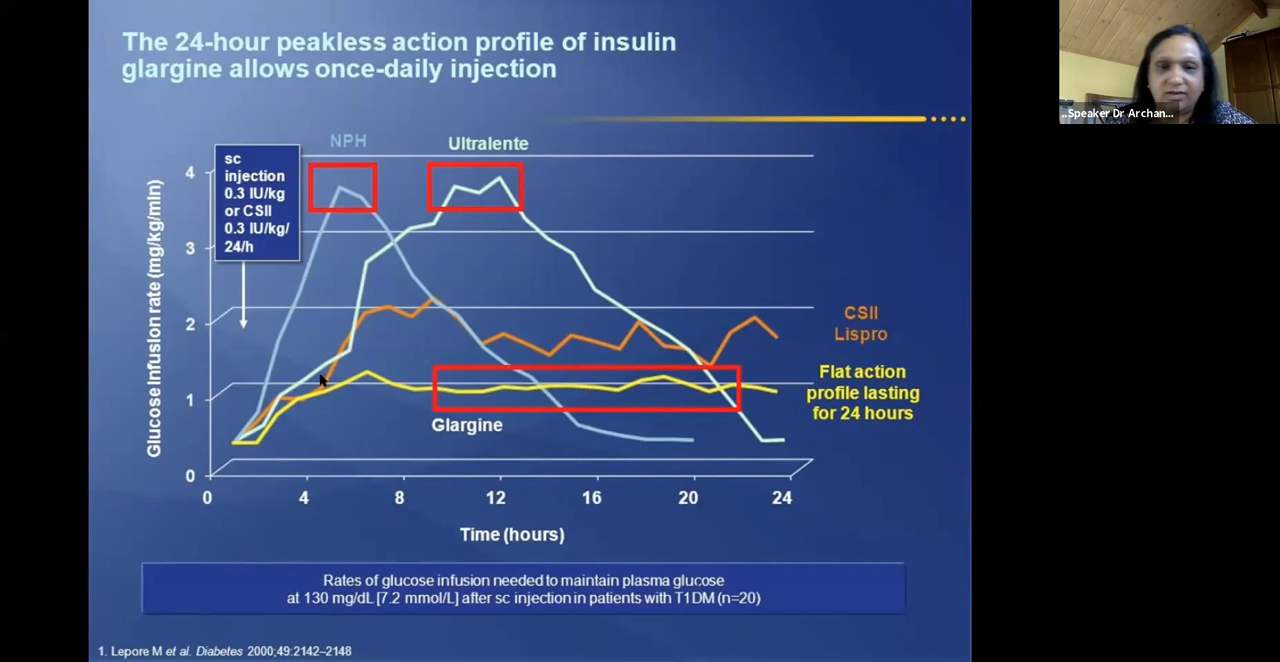 The 24-hour peakless action profile of insulin
glargine allows once-daily injection
..Speaker Dr Archan...
NPH
Ultralente
sc
injection
0.3 IU/kg
or CSII
0.3 IU/kg/
24/h
Glucose Infusion rate (mg/kg/min)
4
3
2
1
0
CSII
Lispro
Flat action
profile lasting
for 24 hours
Glargine
0 4 8 12 16 20 24
Time (hours)
Rates of glucose infusion needed to maintain plasma glucose
at 130 mg/dL [7.2 mmol/L] after sc injection in patients with T1DM (n=20)
1. Lepore M et al. Diabetes 2000;49:2142–2148